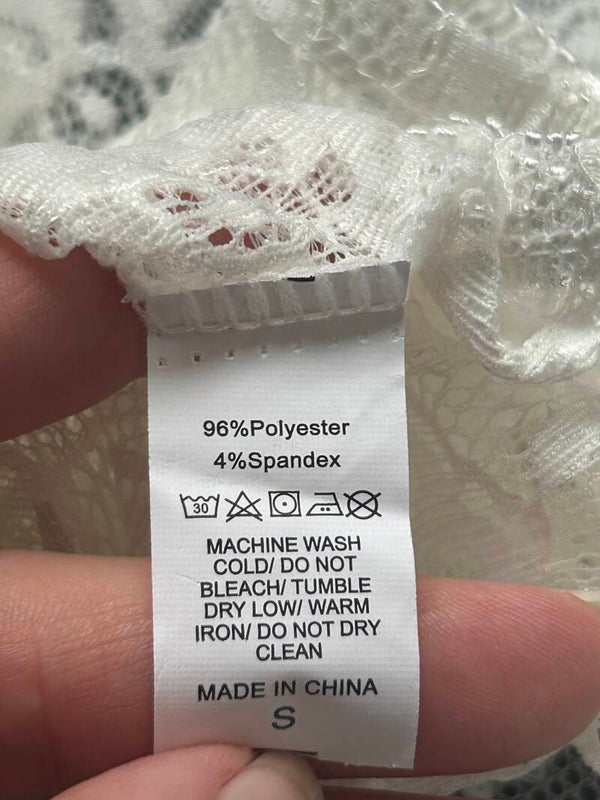 96%Polyester
4%Spandex
30
MACHINE WASH
COLD/ DO NOT
BLEACH/ TUMBLE
DRY LOW/ WARM
IRON/ DO NOT DRY
CLEAN
MADE IN CHINA
S